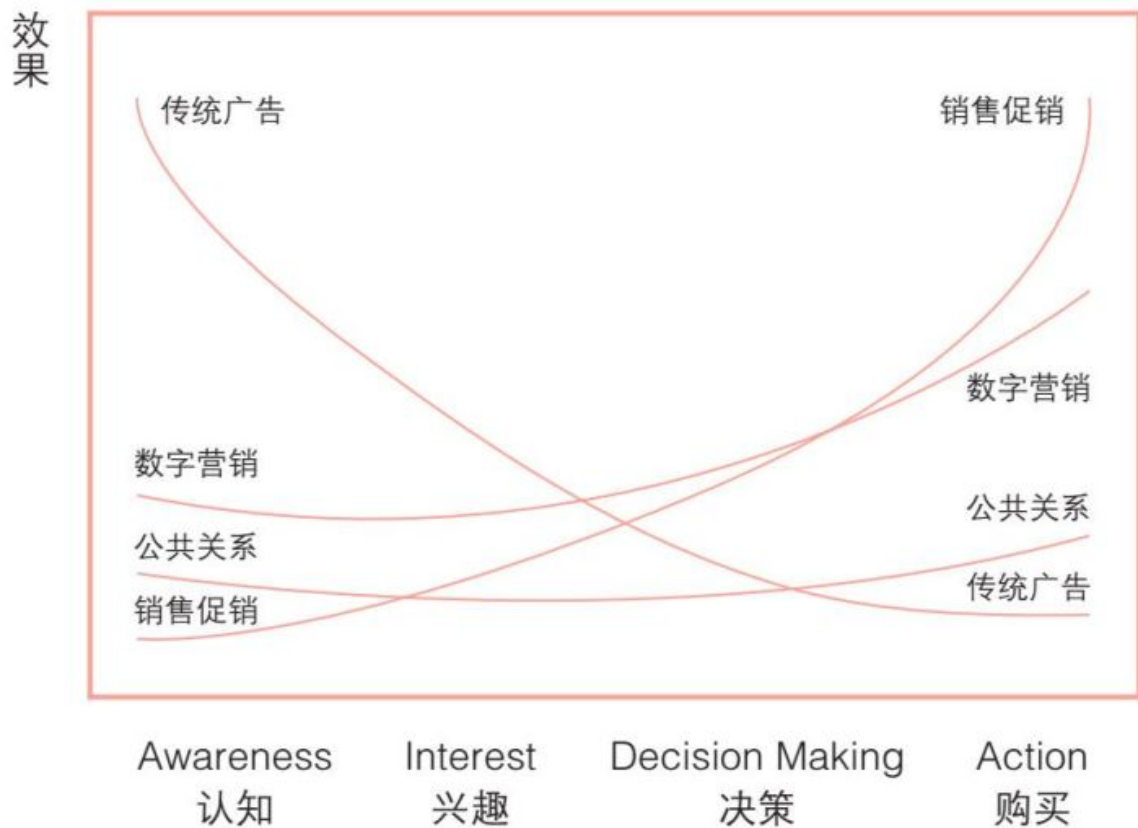 效果
传统广告
销售促销
数字营销
数字营销
公共关系
公共关系
传统广告
销售促销
Awareness
认知
Interest
兴趣
Decision Making
决策
Action
购买